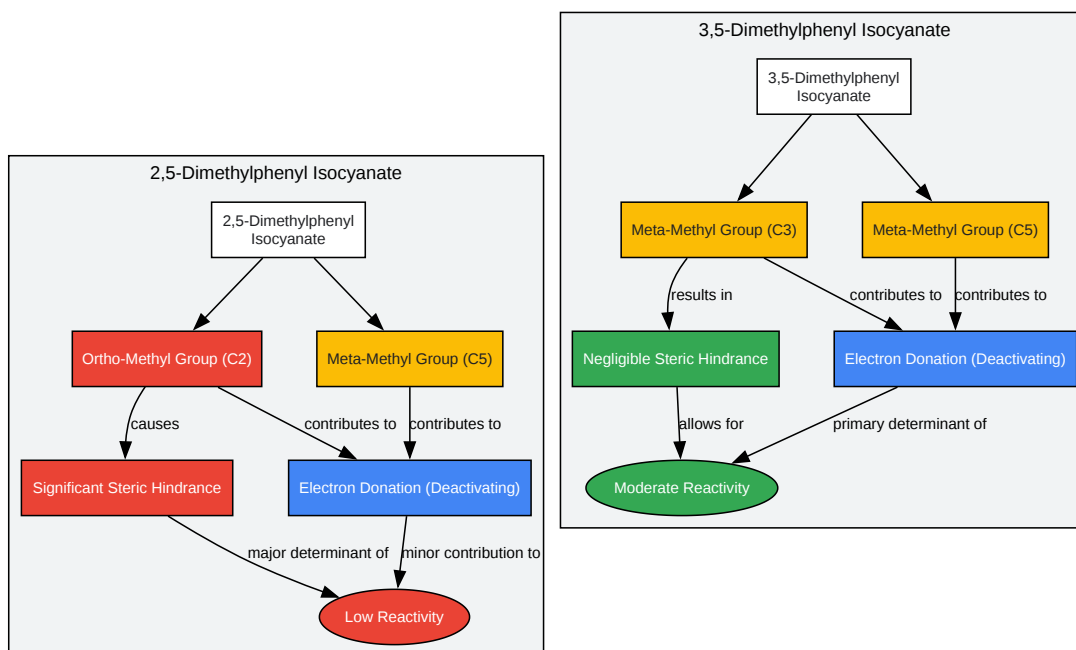 2,5-Dimethylphenyl Isocyanate
2,5-Dimethylphenyl
Isocyanate
Ortho-Methyl Group (C2)
Meta-Methyl Group (C5)
causes
contributes to
contributes to
Significant Steric Hindrance
Electron Donation (Deactivating)
major determinant of
minor contribution to
Low Reactivity
3,5-Dimethylphenyl Isocyanate
3,5-Dimethylphenyl
Isocyanate
Meta-Methyl Group (C3)
Meta-Methyl Group (C5)
results in
contributes to
contributes to
Negligible Steric Hindrance
Electron Donation (Deactivating)
allows for
primary determinant of
Moderate Reactivity